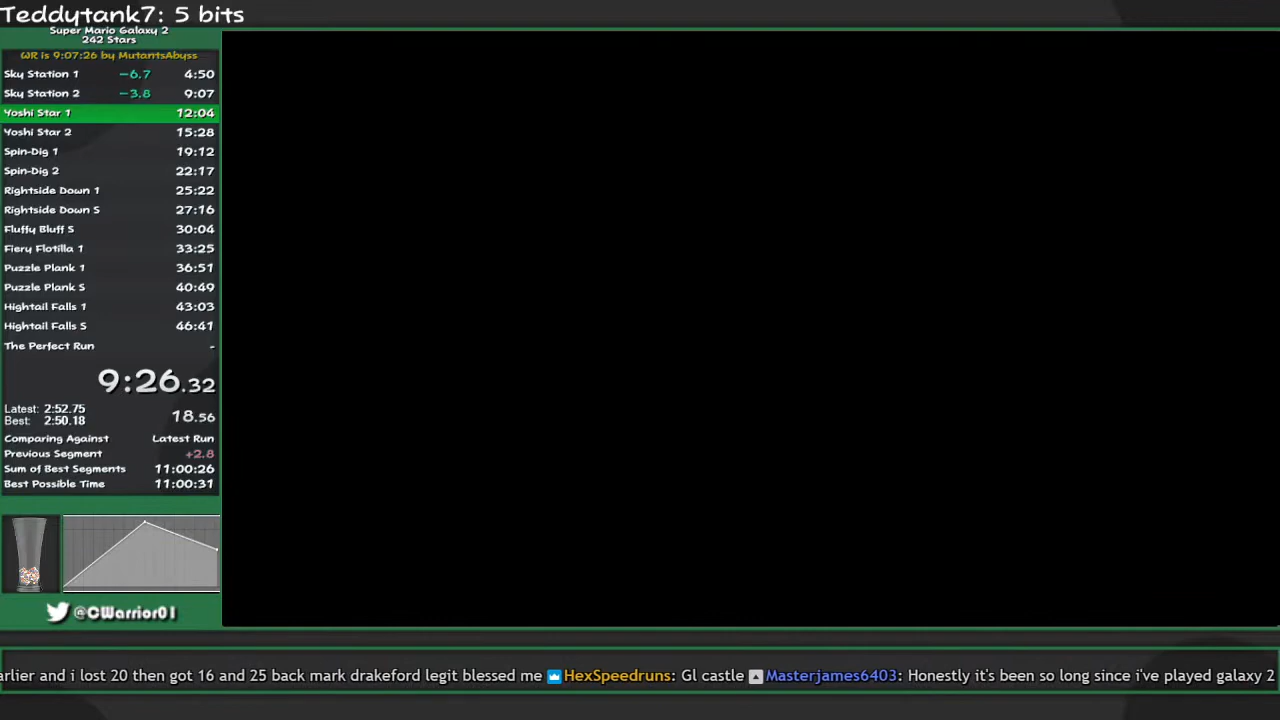 Teddytank7: 5 bits
Super Mario Galaxy 2
242 Stars
WR is 9:07:26 by MutantsAbyss
Sky Station 1 −6.7 4:50
Sky Station 2 −3.8 9:07
Yoshi Star 1 12:04
Yoshi Star 2 15:28
Spin-Dig 1 19:12
Spin-Dig 2 22:17
Rightside Down 1 25:22
Rightside Down S 27:16
Fluffy Bluff S 30:04
Fiery Flotilla 1 33:25
Puzzle Plank 1 36:51
Puzzle Plank S 40:49
Hightail Falls 1 43:03
Hightail Falls S 46:41
The Perfect Run -
9:26.32
Latest: 2:52.75
Best: 2:50.18 18.56
Comparing Against Latest Run
Previous Segment +2.8
Sum of Best Segments 11:00:26
Best Possible Time 11:00:31
@CWarrior01
arlier and i lost 20 then got 16 and 25 back mark drakeford legit blessed me HexSpeedruns: Gl castle Masterjames6403: Honestly it's been so long since i've played galaxy 2